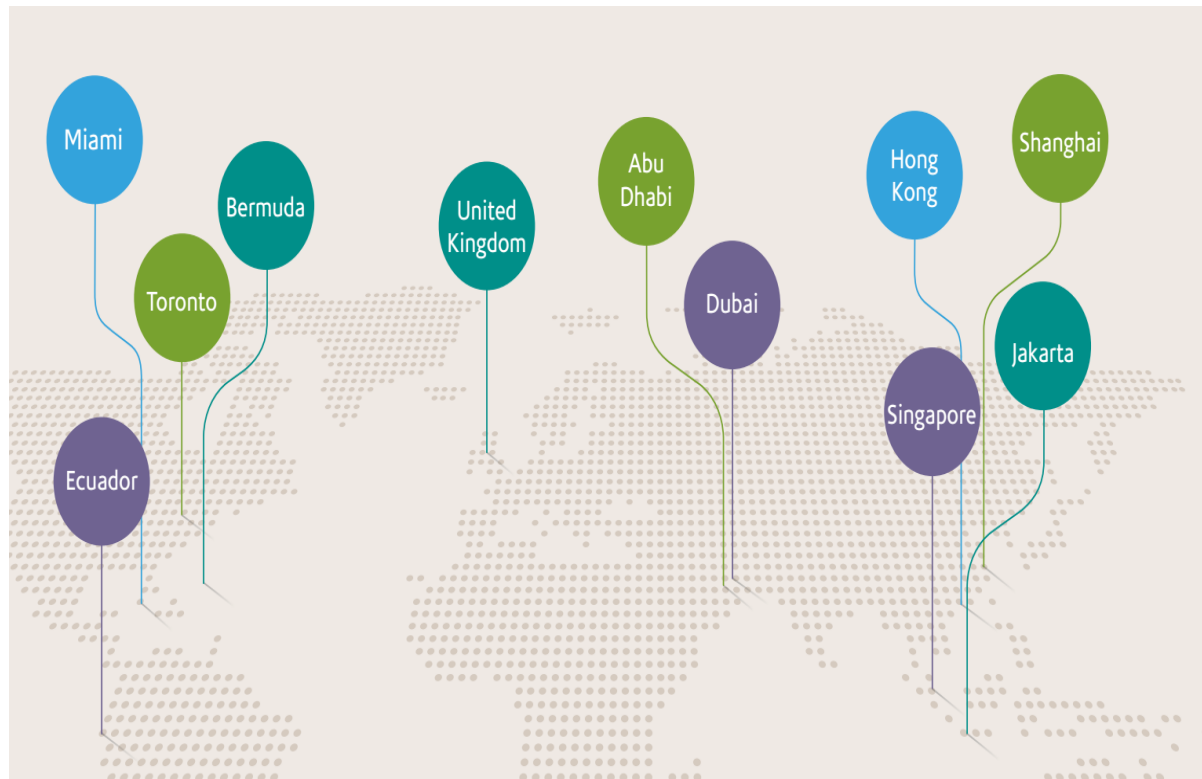 Miami
Bermuda
Toronto
Ecuador
United
Kingdom
Abu
Dhabi
Dubai
Hong
Kong
Shanghai
Singapore
Jakarta